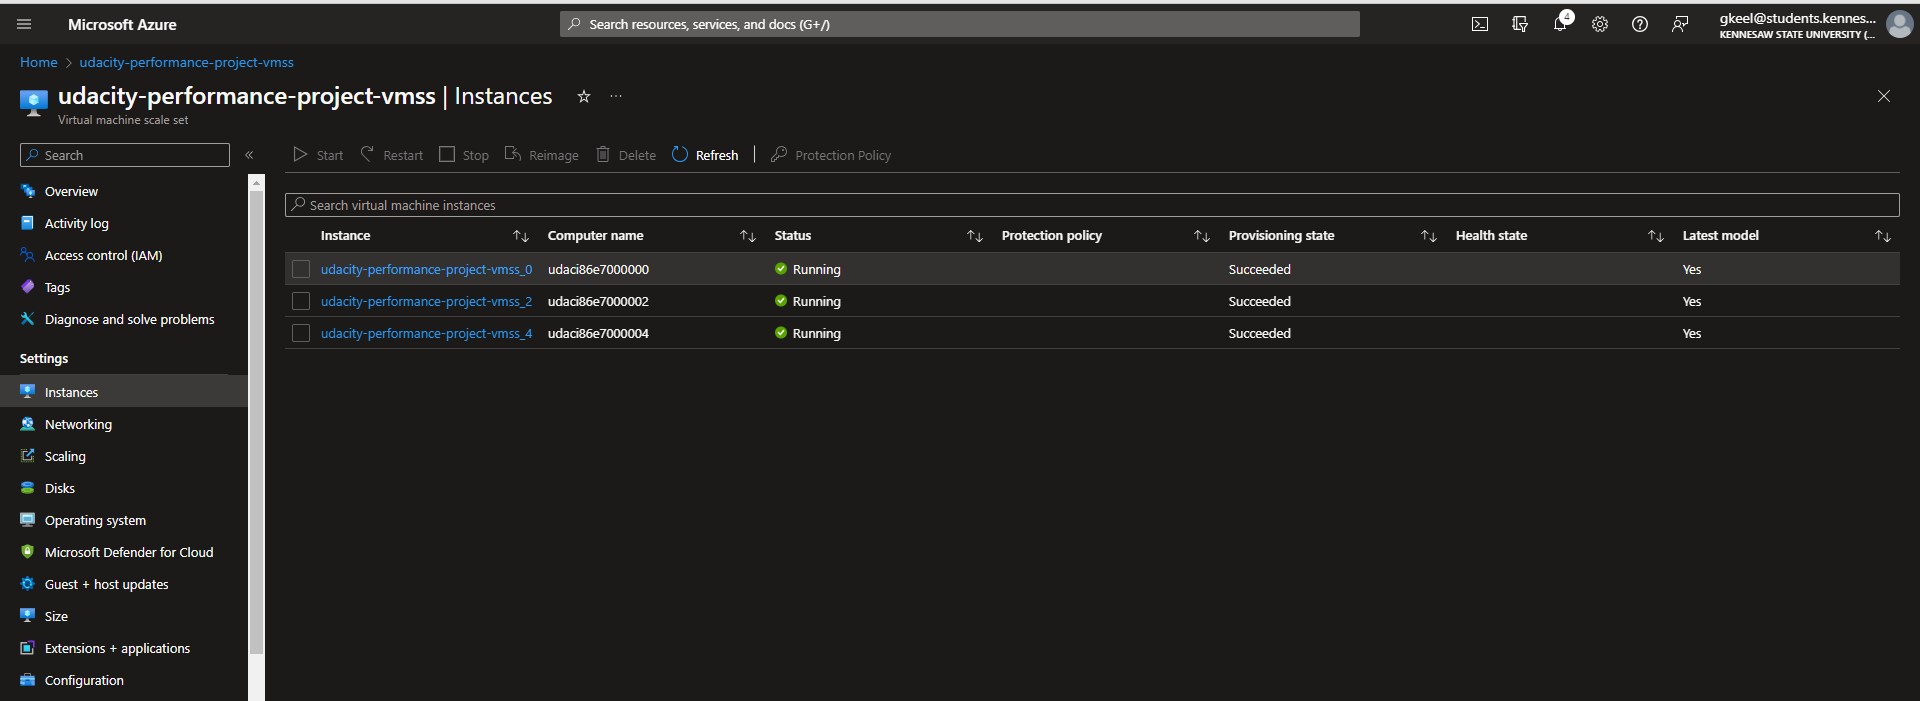 Microsoft Azure
Search resources, services, and docs (G+/)
4
gkeel@students.kennes...
KENNESAW STATE UNIVERSITY (...
Home > udacity-performance-project-vmss
udacity-performance-project-vmss | Instances
Virtual machine scale set
Search
Start Restart Stop Reimage Delete Refresh | Protection Policy
Overview
Activity log
Access control (IAM)
Tags
Diagnose and solve problems
Settings
Instances
Networking
Scaling
Disks
Operating system
Microsoft Defender for Cloud
Guest + host updates
Size
Extensions + applications
Configuration
Search virtual machine instances
Instance Computer name Status Protection policy Provisioning state Health state Latest model
udacity-performance-project-vmss_0 udaci86e7000000 Running Succeeded Yes
udacity-performance-project-vmss_2 udaci86e7000002 Running Succeeded Yes
udacity-performance-project-vmss_4 udaci86e7000004 Running Succeeded Yes